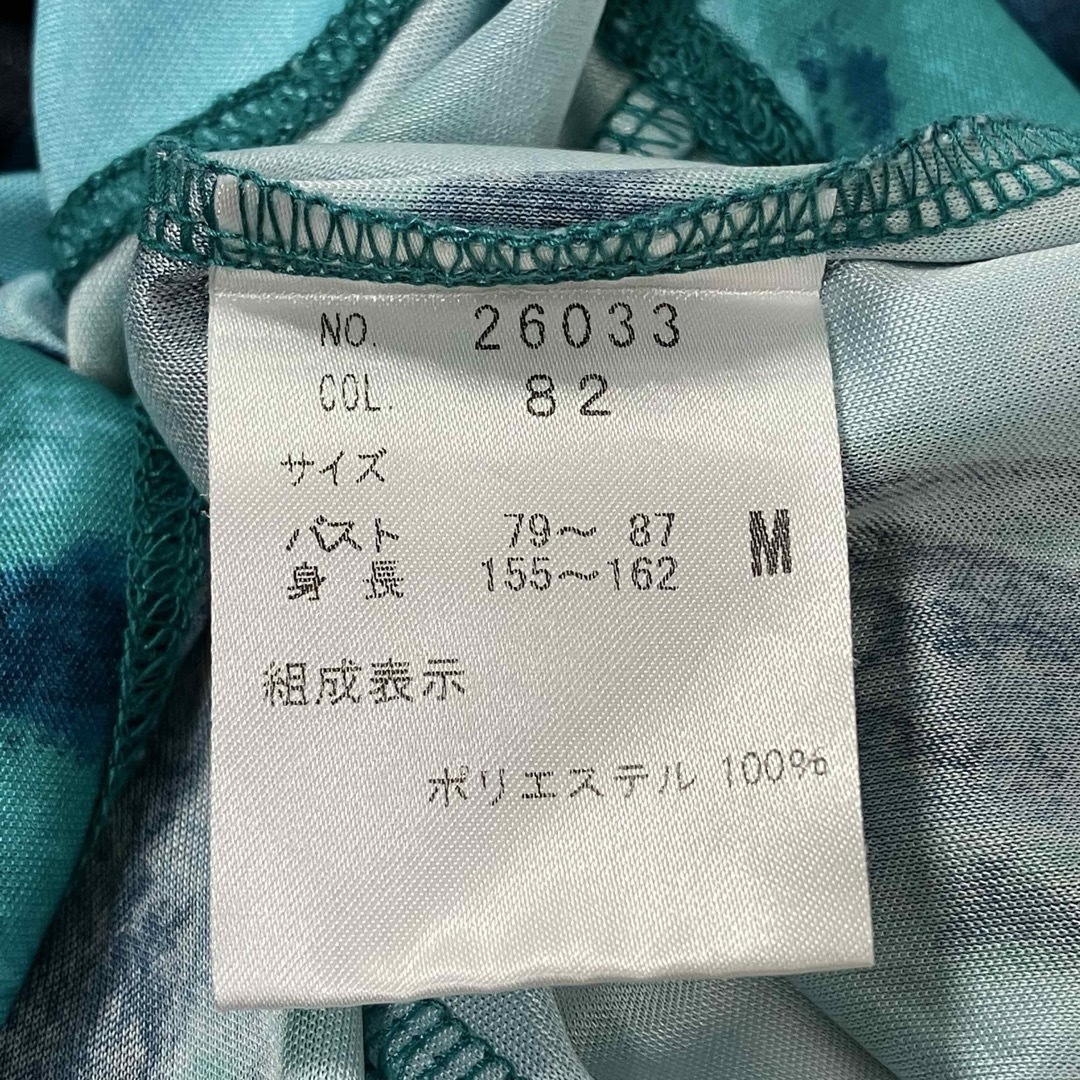 NO. 26033
COL. 82
サイズ
バスト 79～ 87
身 長 155～162 M
組成表示
ポリエステル 100%